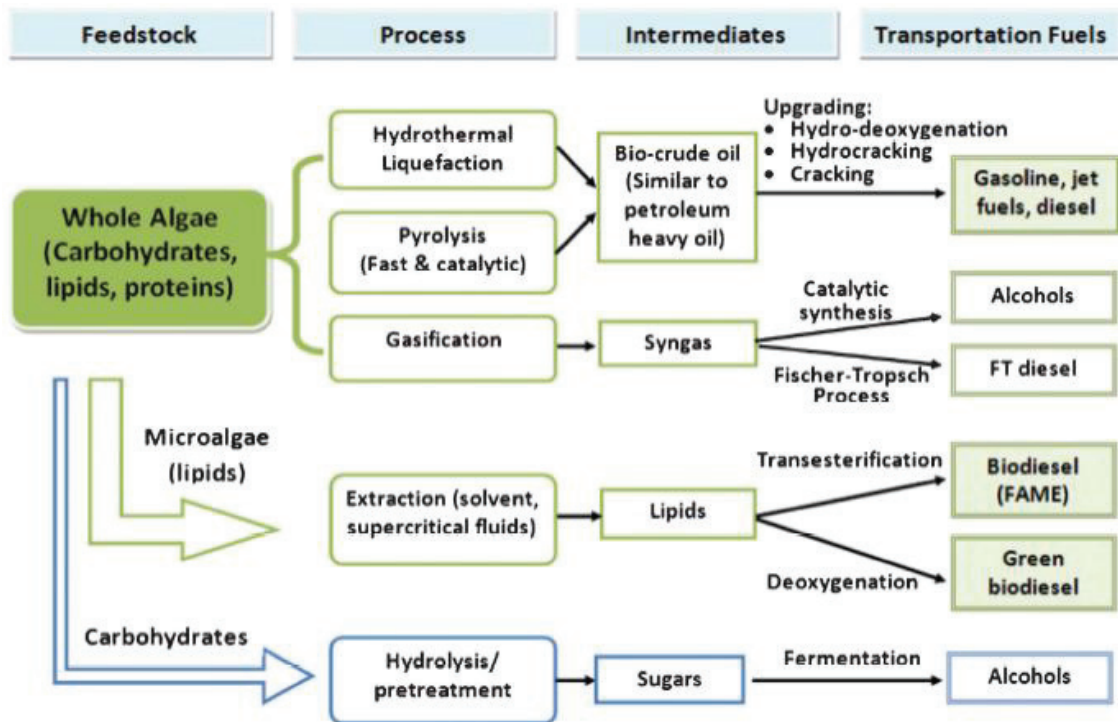 Feedstock
Process
Intermediates
Transportation Fuels
Whole Algae
(Carbohydrates,
lipids, proteins)
Hydrothermal
Liquefaction
Pyrolysis
(Fast & catalytic)
Gasification
Bio-crude oil
(Similar to
petroleum
heavy oil)
Upgrading:
• Hydro-deoxygenation
• Hydrocracking
• Cracking
Gasoline, jet
fuels, diesel
Syngas
Catalytic
synthesis
Alcohols
Fischer-Tropsch
Process
FT diesel
Microalgae
(lipids)
Extraction (solvent,
supercritical fluids)
Lipids
Transesterification
Biodiesel
(FAME)
Deoxygenation
Green
biodiesel
Carbohydrates
Hydrolysis/
pretreatment
Sugars
Fermentation
Alcohols